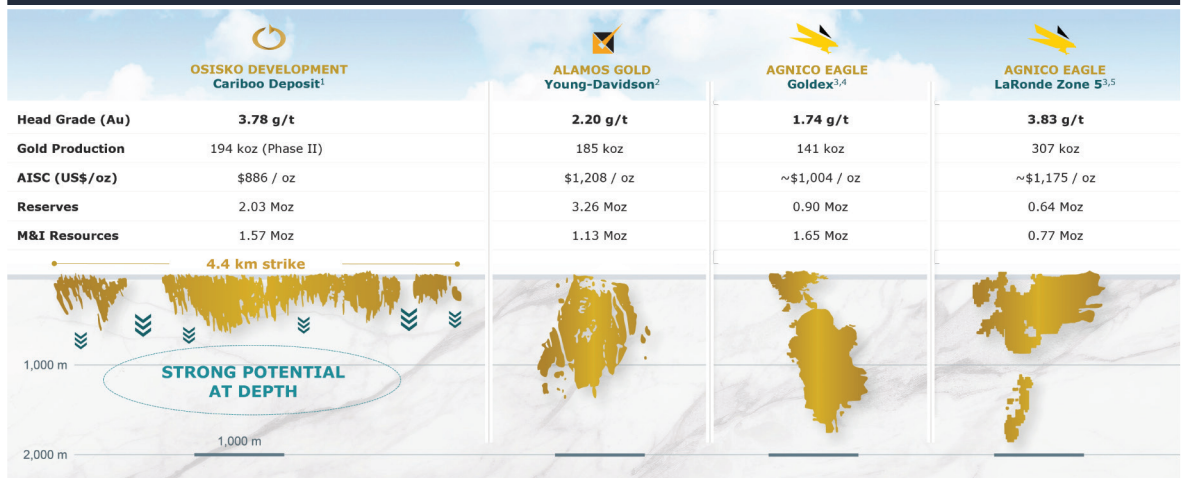 OSISKO DEVELOPMENT
Cariboo Deposit¹
ALAMOS GOLD
Young-Davidson²
AGNICO EAGLE
Goldex³,⁴
AGNICO EAGLE
LaRonde Zone 5³,⁵
Head Grade (Au) 3.78 g/t 2.20 g/t 1.74 g/t 3.83 g/t
Gold Production 194 koz (Phase II) 185 koz 141 koz 307 koz
AISC (US$/oz) $886 / oz $1,208 / oz ~$1,004 / oz ~$1,175 / oz
Reserves 2.03 Moz 3.26 Moz 0.90 Moz 0.64 Moz
M&I Resources 1.57 Moz 1.13 Moz 1.65 Moz 0.77 Moz
4.4 km strike
1,000 m
STRONG POTENTIAL
AT DEPTH
1,000 m
2,000 m